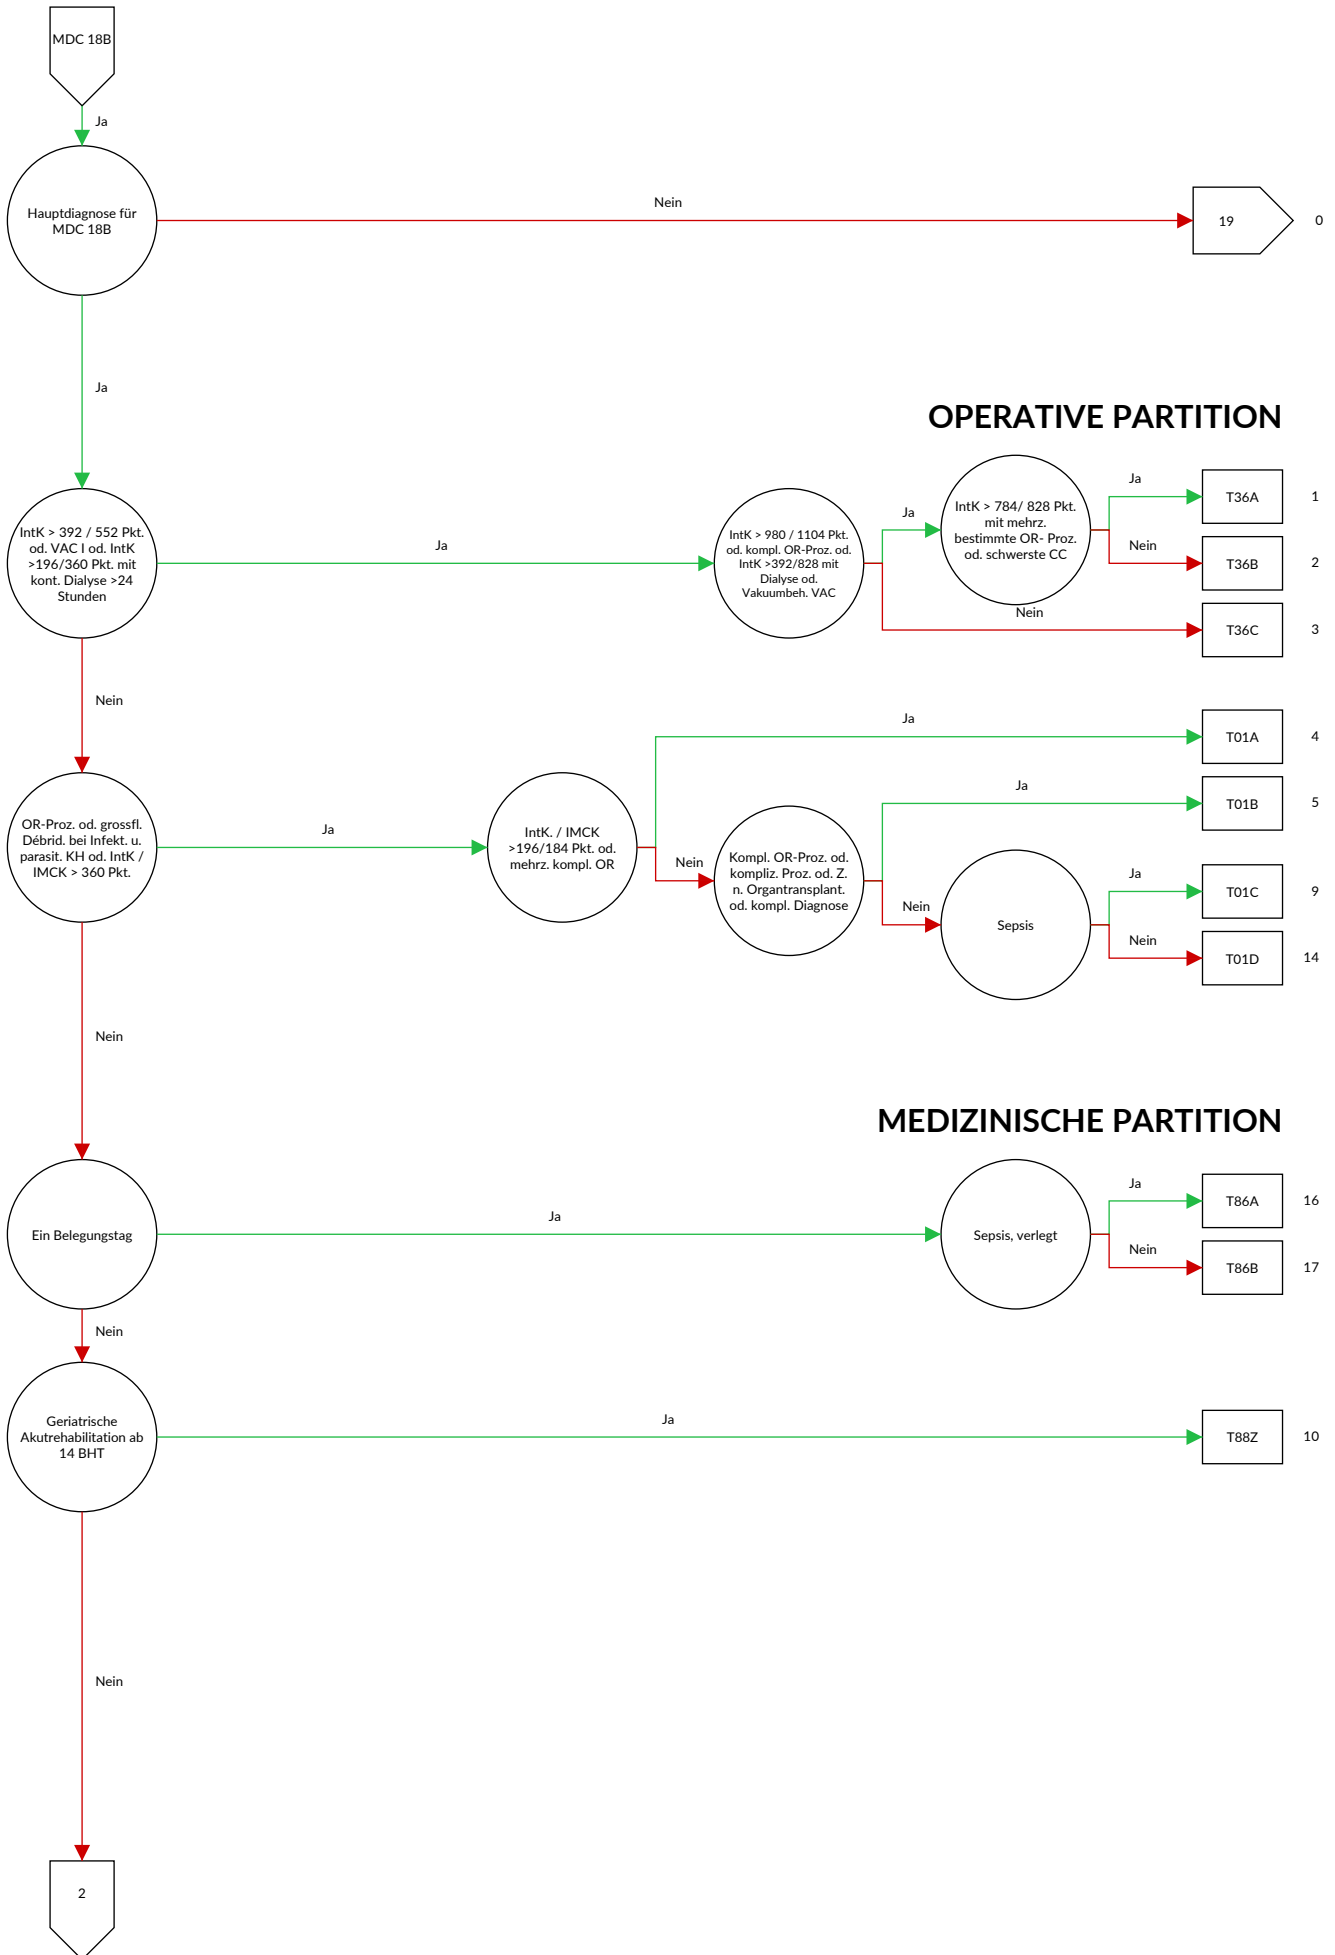 MDC 18B
Ja
Hauptdiagnose für
MDC 18B
Nein
19
0
Ja
OPERATIVE PARTITION
IntK > 392 / 552 Pkt.
od. VAC I od. IntK
>196/360 Pkt. mit
kont. Dialyse >24
Stunden
Ja
IntK > 980 / 1104 Pkt.
od. kompl. OR-Proz. od.
IntK >392/828 mit
Dialyse od.
Vakuumbeh. VAC
Ja
IntK > 784/ 828 Pkt.
mit mehrz.
bestimmte OR- Proz.
od. schwerste CC
Ja
T36A
1
Nein
T36B
2
Nein
T36C
3
Nein
OR-Proz. od. grossfl.
Débrid. bei Infekt. u.
parasit. KH od. IntK /
IMCK > 360 Pkt.
Ja
IntK. / IMCK
>196/184 Pkt. od.
mehrz. kompl. OR
Ja
T01A
4
Nein
Kompl. OR-Proz. od.
kompliz. Proz. od. Z.
n. Organtransplant.
od. kompl. Diagnose
Ja
T01B
5
Nein
Sepsis
Ja
T01C
9
Nein
T01D
14
Nein
MEDIZINISCHE PARTITION
Ein Belegungstag
Ja
Sepsis, verlegt
Ja
T86A
16
Nein
T86B
17
Nein
Geriatrische
Akutrehabilitation ab
14 BHT
Ja
T88Z
10
Nein
2